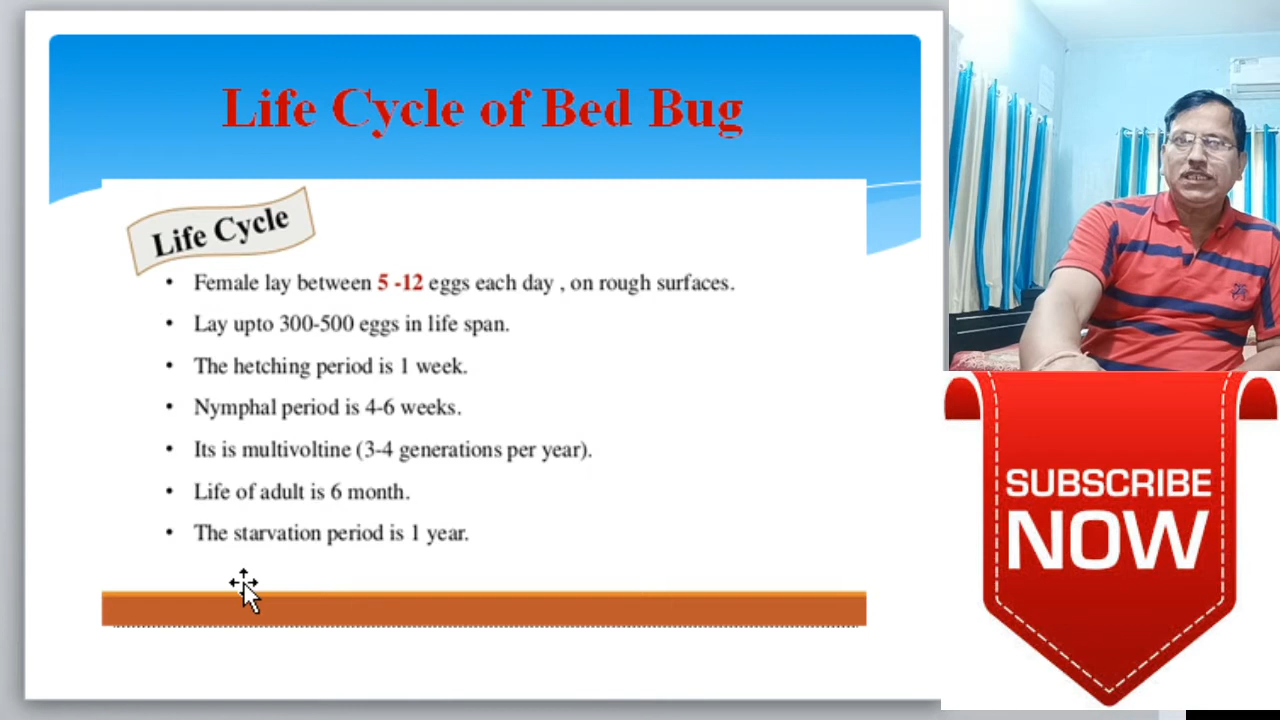 Life Cycle of Bed Bug
Life Cycle
• Female lay between 5 -12 eggs each day , on rough surfaces.
• Lay upto 300-500 eggs in life span.
• The hetching period is 1 week.
• Nymphal period is 4-6 weeks.
• Its is multivoltine (3-4 generations per year).
• Life of adult is 6 month.
• The starvation period is 1 year.
SUBSCRIBE
NOW